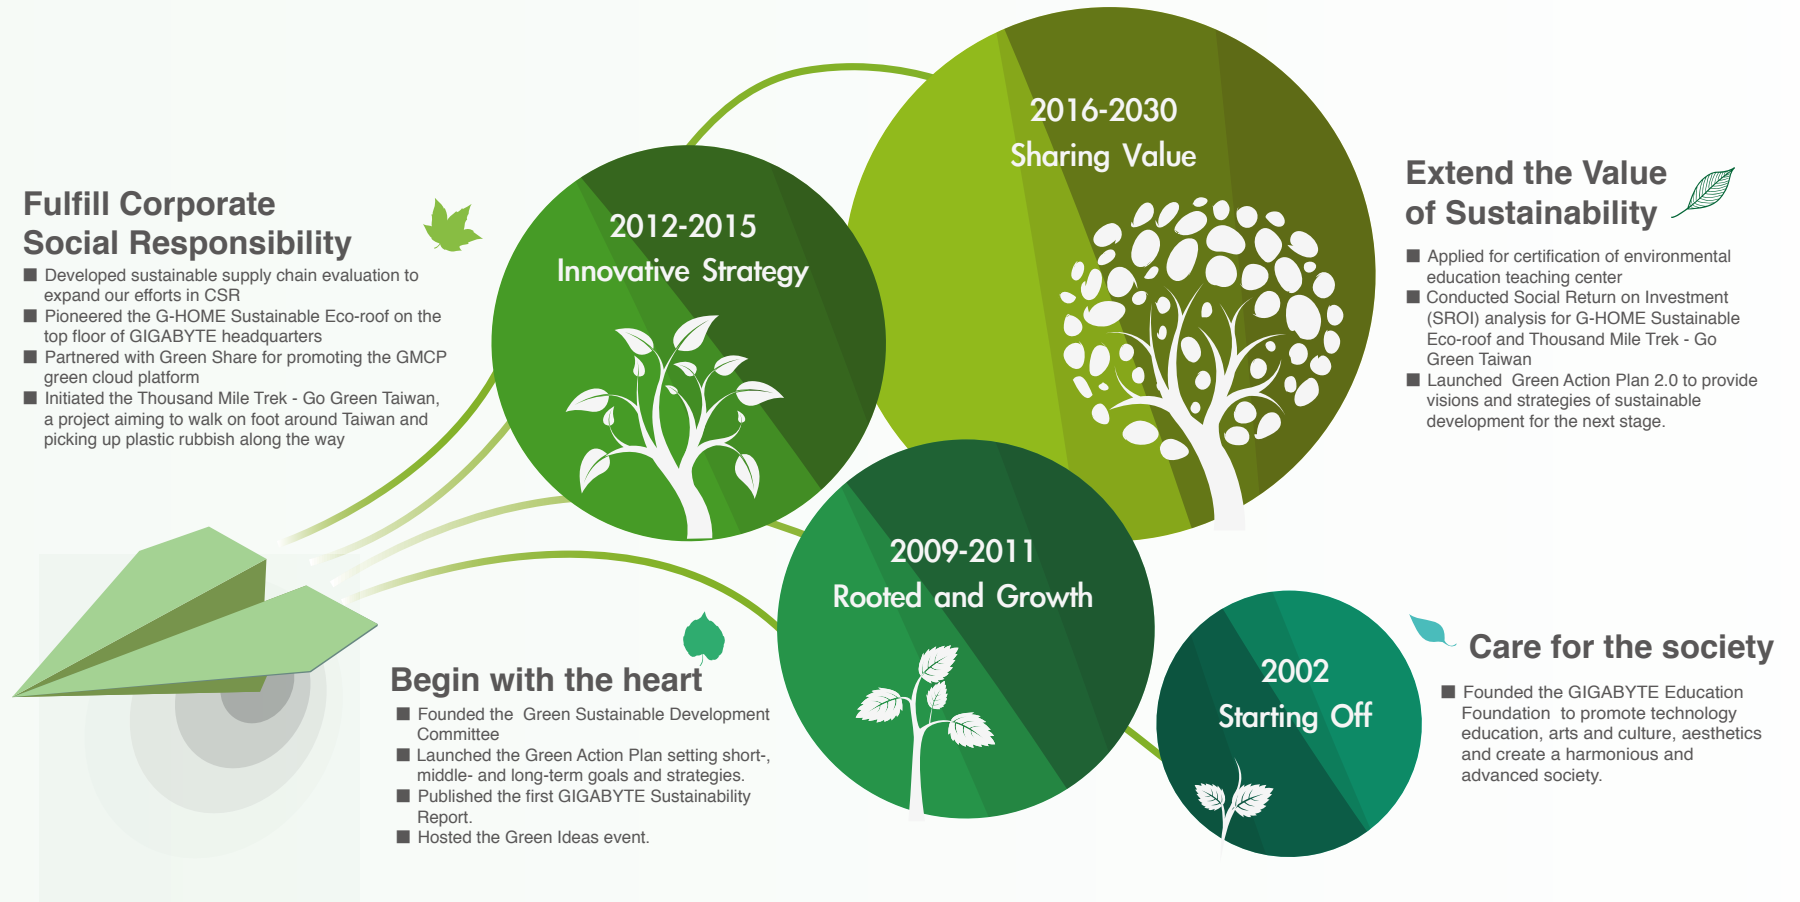 2016-2030
Sharing Value
2012-2015
Innovative Strategy
2009-2011
Rooted and Growth
2002
Starting Off
Fulfill Corporate
Social Responsibility
■ Developed sustainable supply chain evaluation to
expand our efforts in CSR
■ Pioneered the G-HOME Sustainable Eco-roof on the
top floor of GIGABYTE headquarters
■ Partnered with Green Share for promoting the GMCP
green cloud platform
■ Initiated the Thousand Mile Trek - Go Green Taiwan,
a project aiming to walk on foot around Taiwan and
picking up plastic rubbish along the way
Extend the Value
of Sustainability
■ Applied for certification of environmental
education teaching center
■ Conducted Social Return on Investment
(SROI) analysis for G-HOME Sustainable
Eco-roof and Thousand Mile Trek - Go
Green Taiwan
■ Launched Green Action Plan 2.0 to provide
visions and strategies of sustainable
development for the next stage.
Begin with the heart
■ Founded the Green Sustainable Development
Committee
■ Launched the Green Action Plan setting short-,
middle- and long-term goals and strategies.
■ Published the first GIGABYTE Sustainability
Report.
■ Hosted the Green Ideas event.
Care for the society
■ Founded the GIGABYTE Education
Foundation to promote technology
education, arts and culture, aesthetics
and create a harmonious and
advanced society.